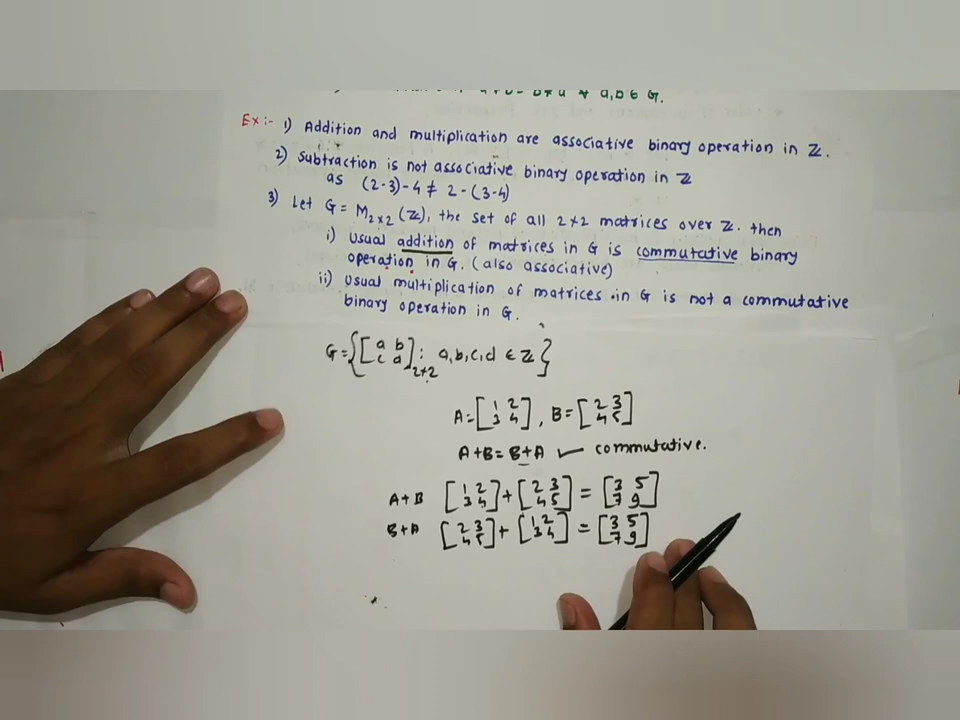 b * a ∀ a,b ∈ G.
Ex:- 1) Addition and multiplication are associative binary operation in Z.
2) Subtraction is not associative binary operation in Z
as (2-3)-4 ≠ 2-(3-4)
3) Let G = M2×2 (Z), the set of all 2×2 matrices over Z. then
i) Usual addition of matrices in G is commutative binary
operation in G. (also associative)
ii) Usual multiplication of matrices in G is not a commutative
binary operation in G.
G = { [a b; c d]2×2 : a,b,c,d ∈ Z }
A = [1 2; 3 4], B = [2 3; 4 5]
A+B = B+A ✓ commutative.
A+B [1 2; 3 4] + [2 3; 4 5] = [3 5; 7 9]
B+A [2 3; 4 5] + [1 2; 3 4] = [3 5; 7 9]